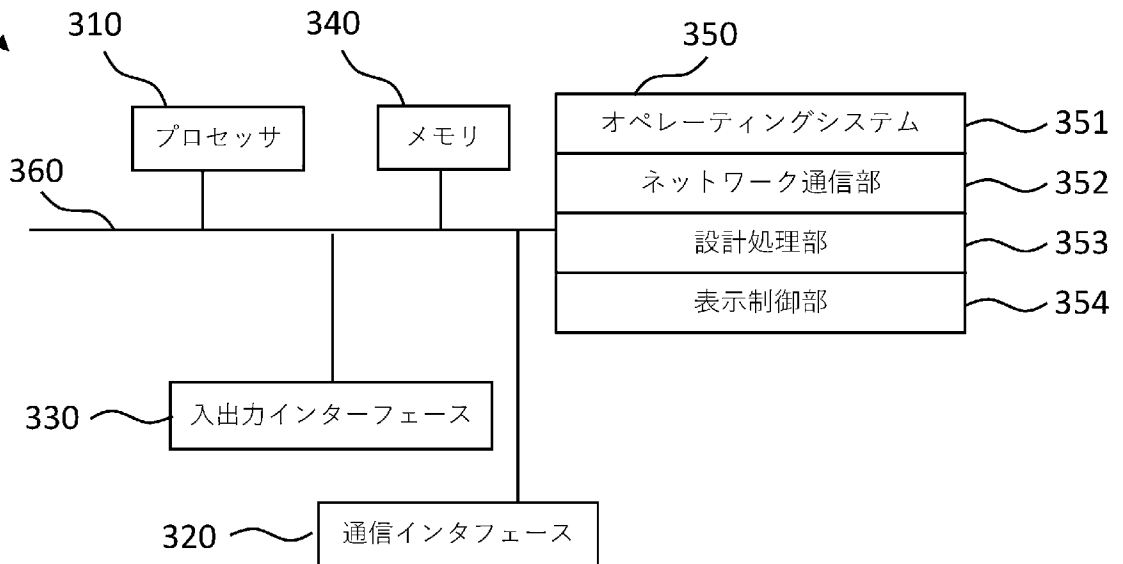 310
340
350
プロセッサ
メモリ
オペレーティングシステム
351
360
ネットワーク通信部
352
設計処理部
353
表示制御部
354
330
入出力インターフェース
320
通信インタフェース